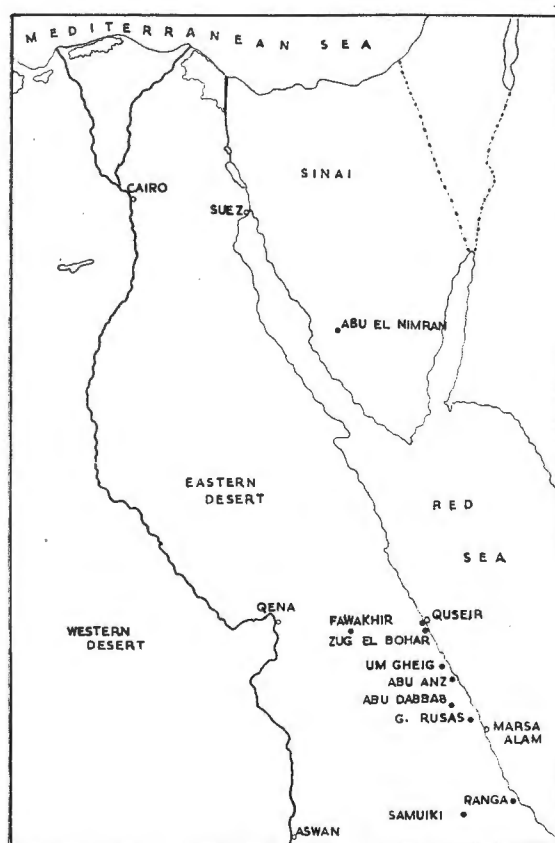 MEDITERRANEAN SEA
SINAI
CAIRO
SUEZ
ABU EL NIMRAN
EASTERN
DESERT
RED
SEA
QENA
FAWAKHIR
QUSEIR
ZUG EL BOHAR
WESTERN
DESERT
UM GHEIG
ABU ANZ
ABU DABBAB
G. RUSAS
MARSA
ALAM
RANGA
SAMUIKI
ASWAN